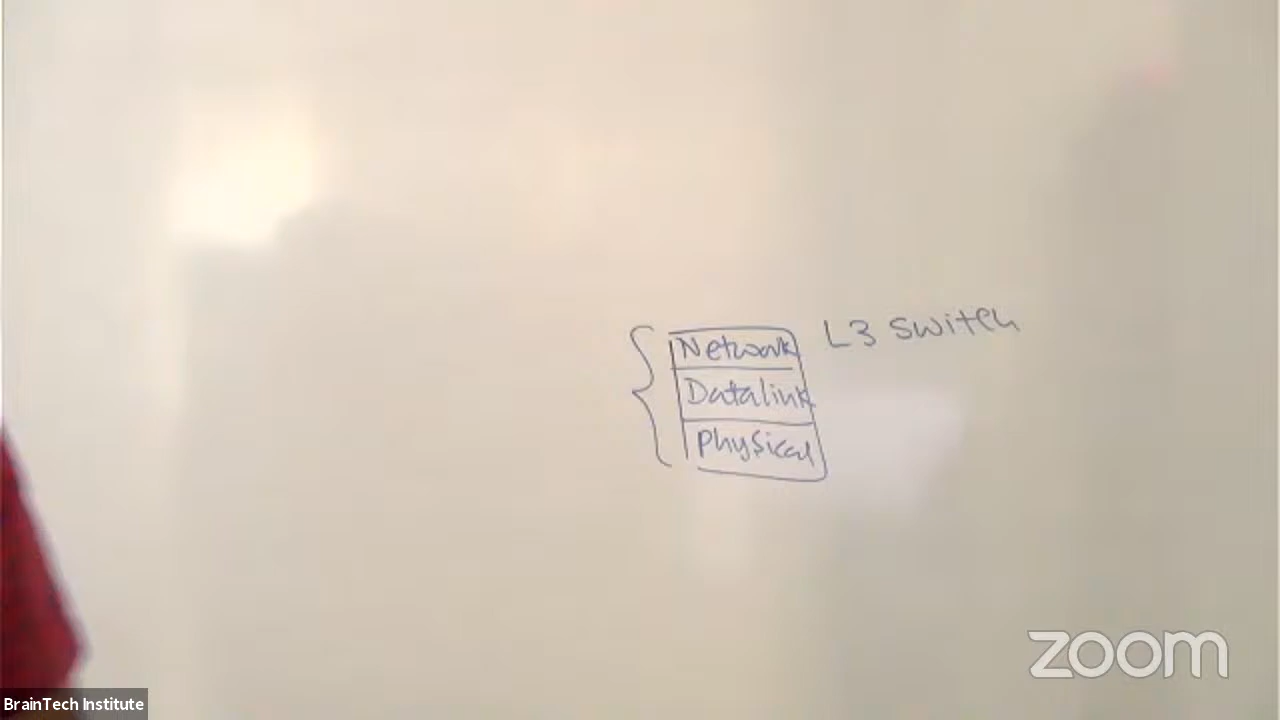 Network L3 switch
Datalink
Physical
zoom
BrainTech Institute